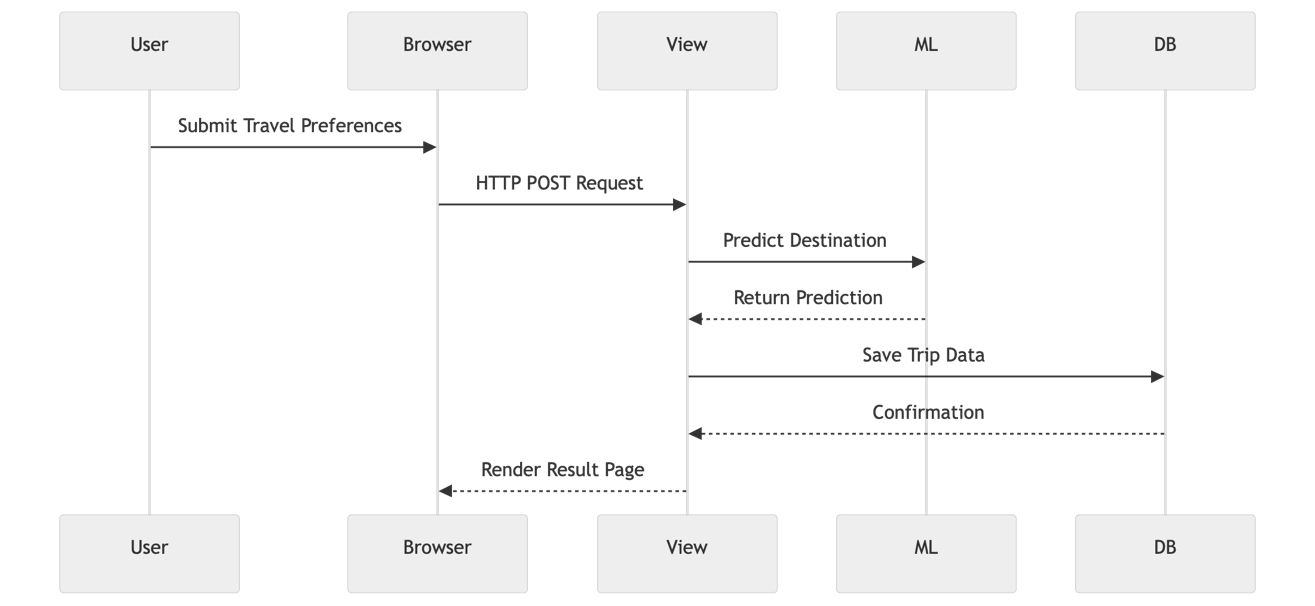 User
Browser
View
ML
DB
Submit Travel Preferences
HTTP POST Request
Predict Destination
Return Prediction
Save Trip Data
Confirmation
Render Result Page
User
Browser
View
ML
DB